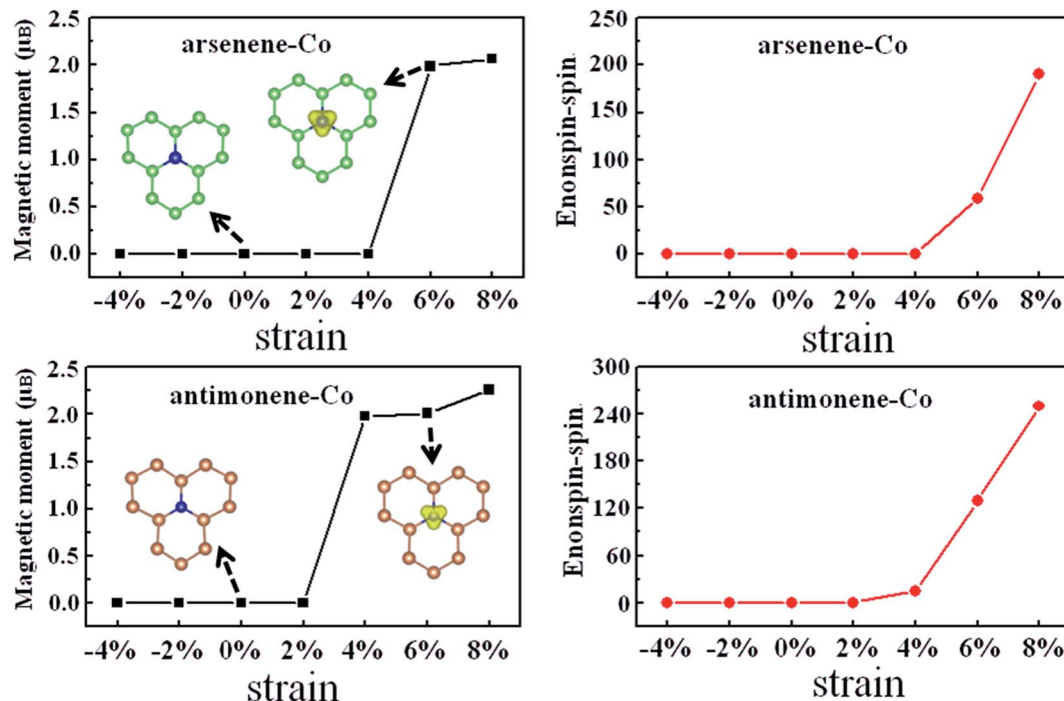 Magnetic moment (μB)
2.5
2.0
1.5
1.0
0.5
0.0
arsenene-Co
-4% -2% 0% 2% 4% 6% 8%
strain
Enonspin-spin.
250
200
150
100
50
0
arsenene-Co
-4% -2% 0% 2% 4% 6% 8%
strain
Magnetic moment (μB)
2.5
2.0
1.5
1.0
0.5
0.0
antimonene-Co
-4% -2% 0% 2% 4% 6% 8%
strain
Enonspin-spin.
300
240
180
120
60
0
antimonene-Co
-4% -2% 0% 2% 4% 6% 8%
strain